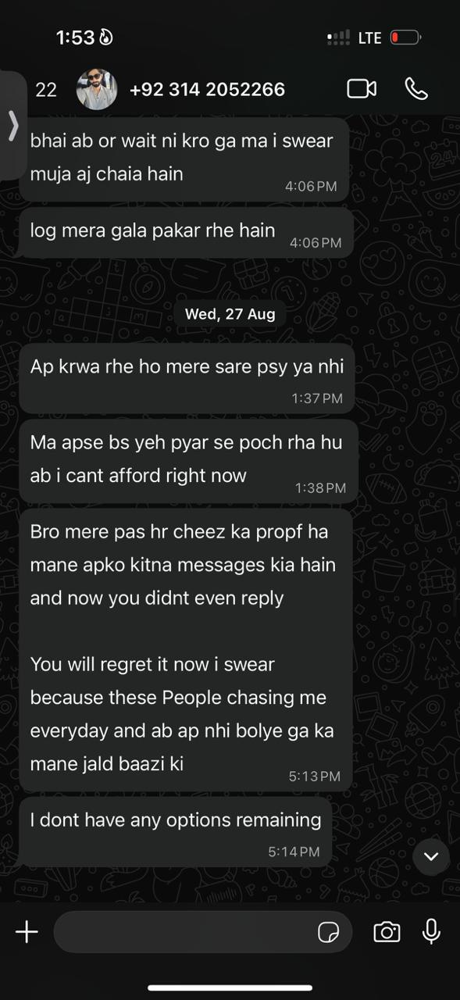 1:53
LTE
22
+92 314 2052266
bhai ab or wait ni kro ga ma i swear
muja aj chaia hain
4:06 PM
log mera gala pakar rhe hain
4:06 PM
Wed, 27 Aug
Ap krwa rhe ho mere sare psy ya nhi
1:37 PM
Ma apse bs yeh pyar se poch rha hu
ab i cant afford right now
1:38 PM
Bro mere pas hr cheez ka propf ha
mane apko kitna messages kia hain
and now you didnt even reply
You will regret it now i swear
because these People chasing me
everyday and ab ap nhi bolye ga ka
mane jald baazi ki
5:13 PM
I dont have any options remaining
5:14 PM